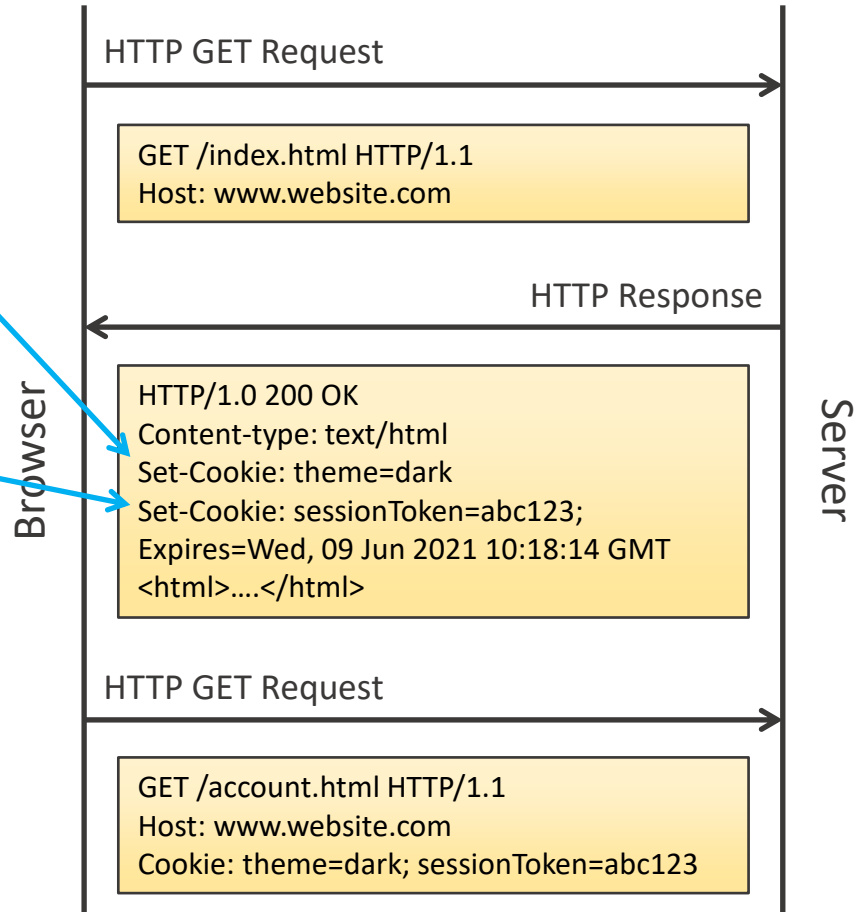 HTTP GET Request
GET /index.html HTTP/1.1
Host: www.website.com
HTTP Response
HTTP/1.0 200 OK
Content-type: text/html
Set-Cookie: theme=dark
Set-Cookie: sessionToken=abc123;
Expires=Wed, 09 Jun 2021 10:18:14 GMT
<html>....</html>
Browser
Server
HTTP GET Request
GET /account.html HTTP/1.1
Host: www.website.com
Cookie: theme=dark; sessionToken=abc123